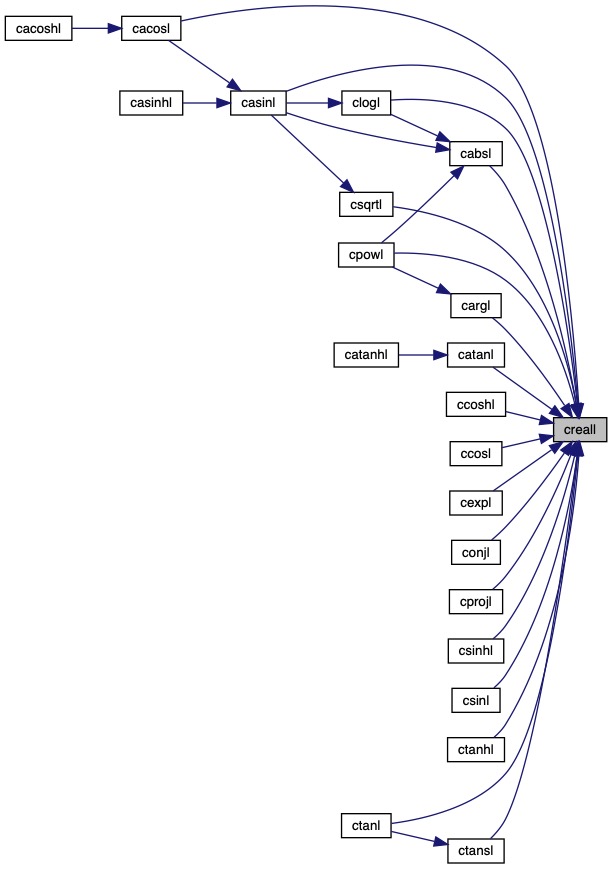 cacoshl
cacosl
casinhl
casinl
clogl
cabsl
csqrtl
cpowl
cargl
catanhl
catanl
ccoshl
creall
ccosl
cexpl
conjl
cprojl
csinhl
csinl
ctanhl
ctanl
ctansl